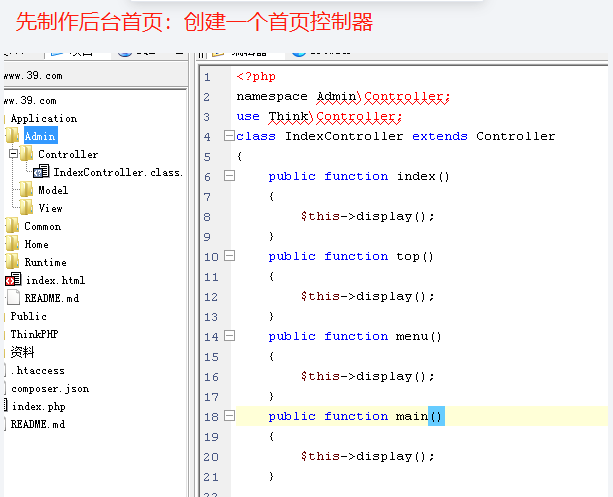 先制作后台首页：创建一个首页控制器
www.39.com
ww.39.com
Application
Admin
Controller
IndexController.class.
Model
View
Common
Home
Runtime
index.html
README.md
Public
ThinkPHP
资料
.htaccess
composer.json
index.php
README.md
1 <?php
2 namespace Admin\Controller;
3 use Think\Controller;
4 class IndexController extends Controller
5 {
6 public function index()
7 {
8 $this->display();
9 }
10 public function top()
11 {
12 $this->display();
13 }
14 public function menu()
15 {
16 $this->display();
17 }
18 public function main()
19 {
20 $this->display();
21 }